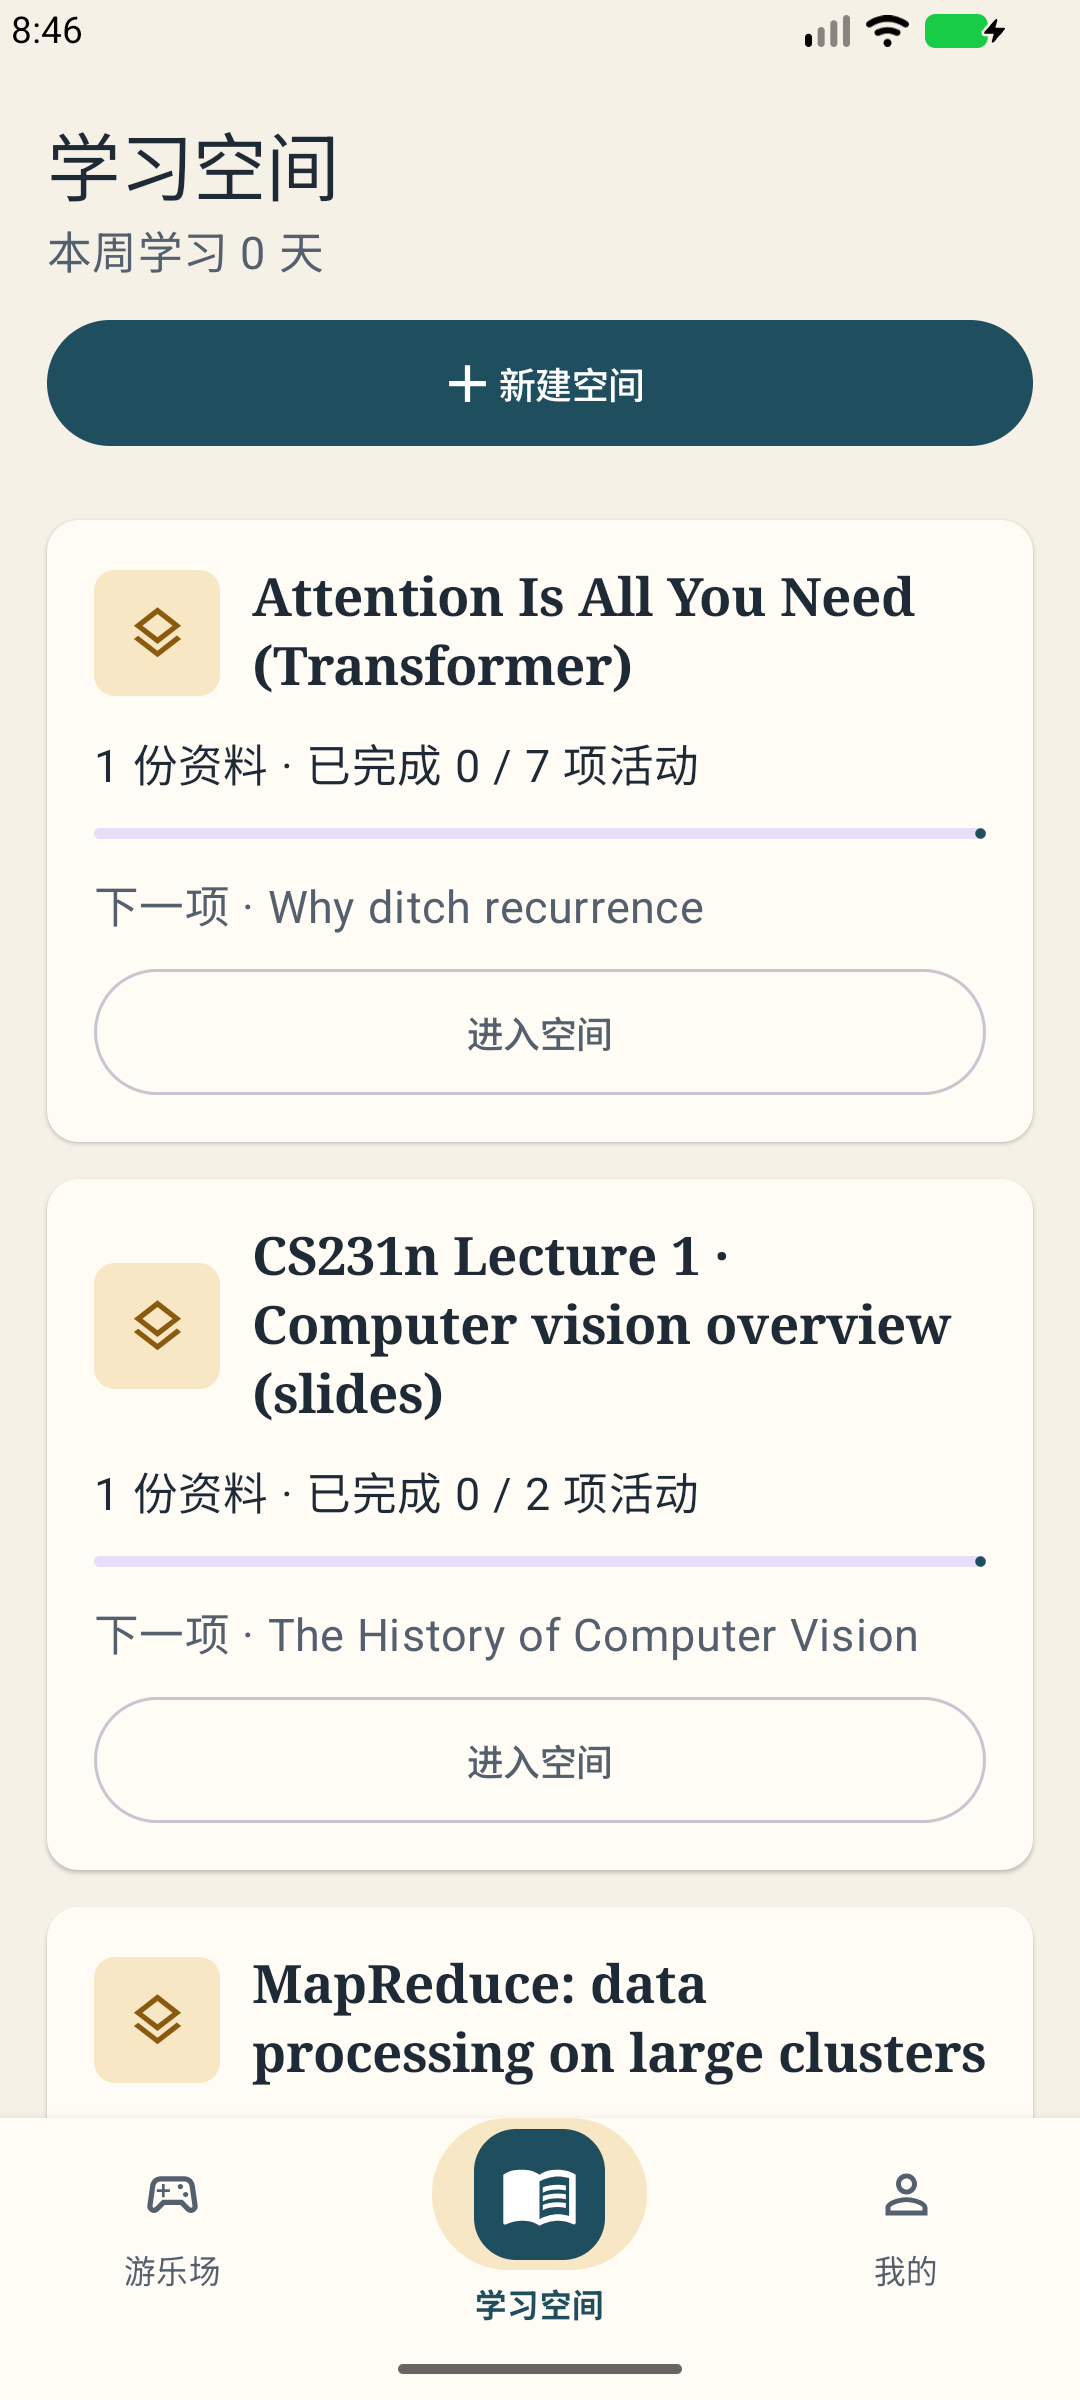 8:46
学习空间
本周学习 0 天
新建空间
Attention Is All You Need
(Transformer)
1 份资料 · 已完成 0 / 7 项活动
下一项 · Why ditch recurrence
进入空间
CS231n Lecture 1 ·
Computer vision overview
(slides)
1 份资料 · 已完成 0 / 2 项活动
下一项 · The History of Computer Vision
进入空间
MapReduce: data
processing on large clusters
游乐场
学习空间
我的